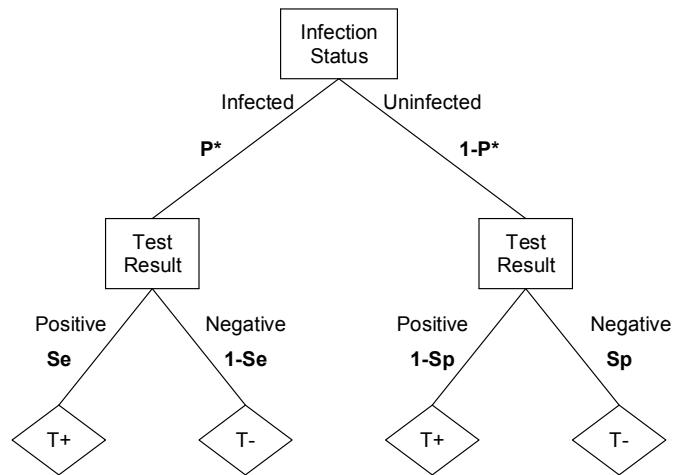 Infection
Status
Infected
Uninfected
P*
1-P*
Test
Result
Test
Result
Positive
Negative
Positive
Negative
Se
1-Se
1-Sp
Sp
T+
T-
T+
T-